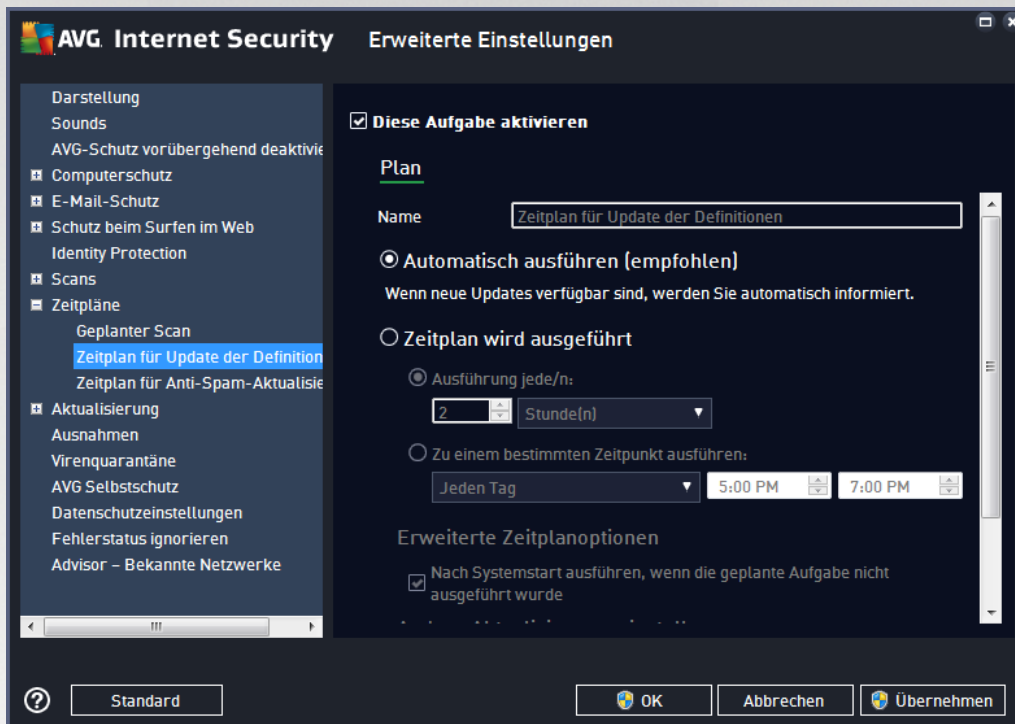 AVG. Internet Security
Erweiterte Einstellungen
Darstellung
Sounds
AVG-Schutz vorübergehend deaktivie
Computerschutz
E-Mail-Schutz
Schutz beim Surfen im Web
Identity Protection
Scans
Zeitpläne
Geplanter Scan
Zeitplan für Update der Definition
Zeitplan für Anti-Spam-Aktualisie
Aktualisierung
Ausnahmen
Virenquarantäne
AVG Selbstschutz
Datenschutzeinstellungen
Fehlerstatus ignorieren
Advisor – Bekannte Netzwerke
Diese Aufgabe aktivieren
Plan
Name Zeitplan für Update der Definitionen
Automatisch ausführen (empfohlen)
Wenn neue Updates verfügbar sind, werden Sie automatisch informiert.
Zeitplan wird ausgeführt
Ausführung jede/n:
2 Stunde(n)
Zu einem bestimmten Zeitpunkt ausführen:
Jeden Tag 5:00 PM 7:00 PM
Erweiterte Zeitplanoptionen
Nach Systemstart ausführen, wenn die geplante Aufgabe nicht
ausgeführt wurde
? Standard OK Abbrechen Übernehmen